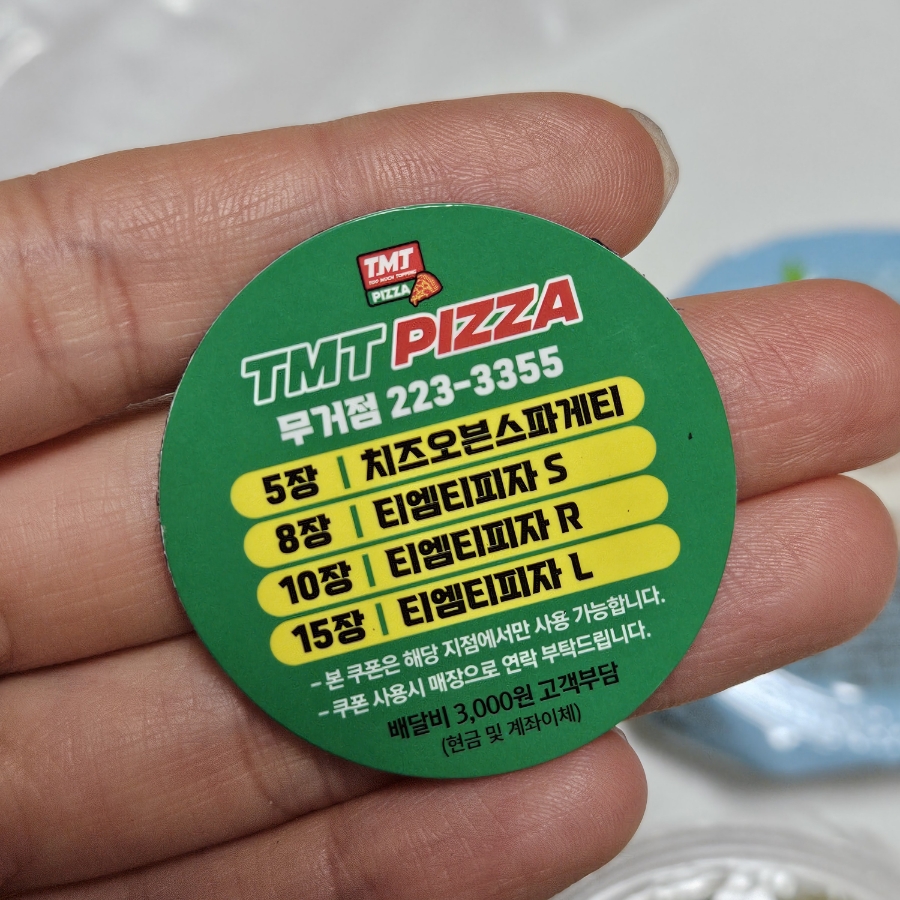 TMT
TOO MUCH TOPPING
PIZZA
TMT PIZZA
무거점 223-3355
5장 | 치즈오븐스파게티
8장 | 티엠티피자 S
10장 | 티엠티피자 R
15장 | 티엠티피자 L
- 본 쿠폰은 해당 지점에서만 사용 가능합니다.
- 쿠폰 사용시 매장으로 연락 부탁드립니다.
배달비 3,000원 고객부담
(현금 및 계좌이체)